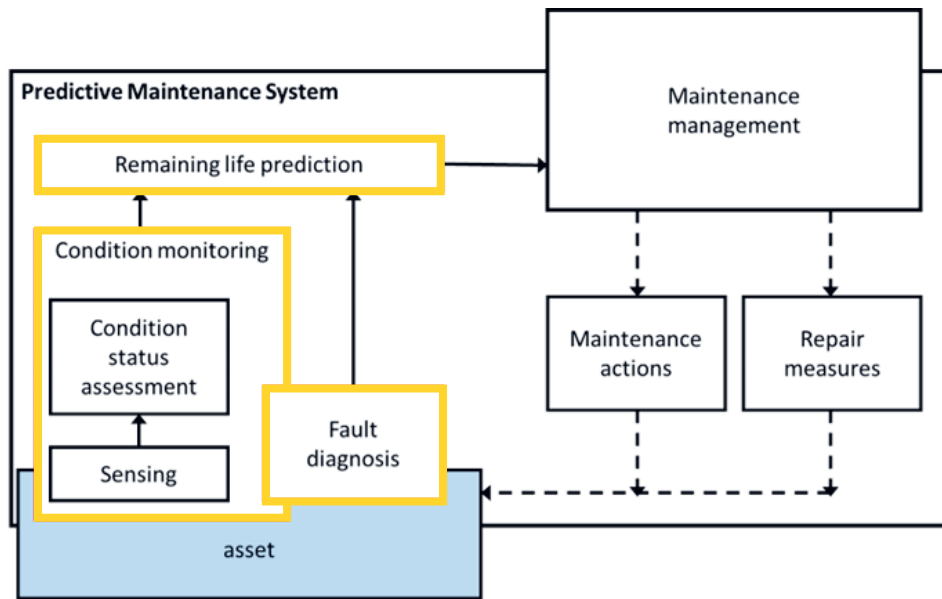 Predictive Maintenance System
Maintenance
management
Remaining life prediction
Condition monitoring
Condition
status
assessment
Sensing
Fault
diagnosis
Maintenance
actions
Repair
measures
asset